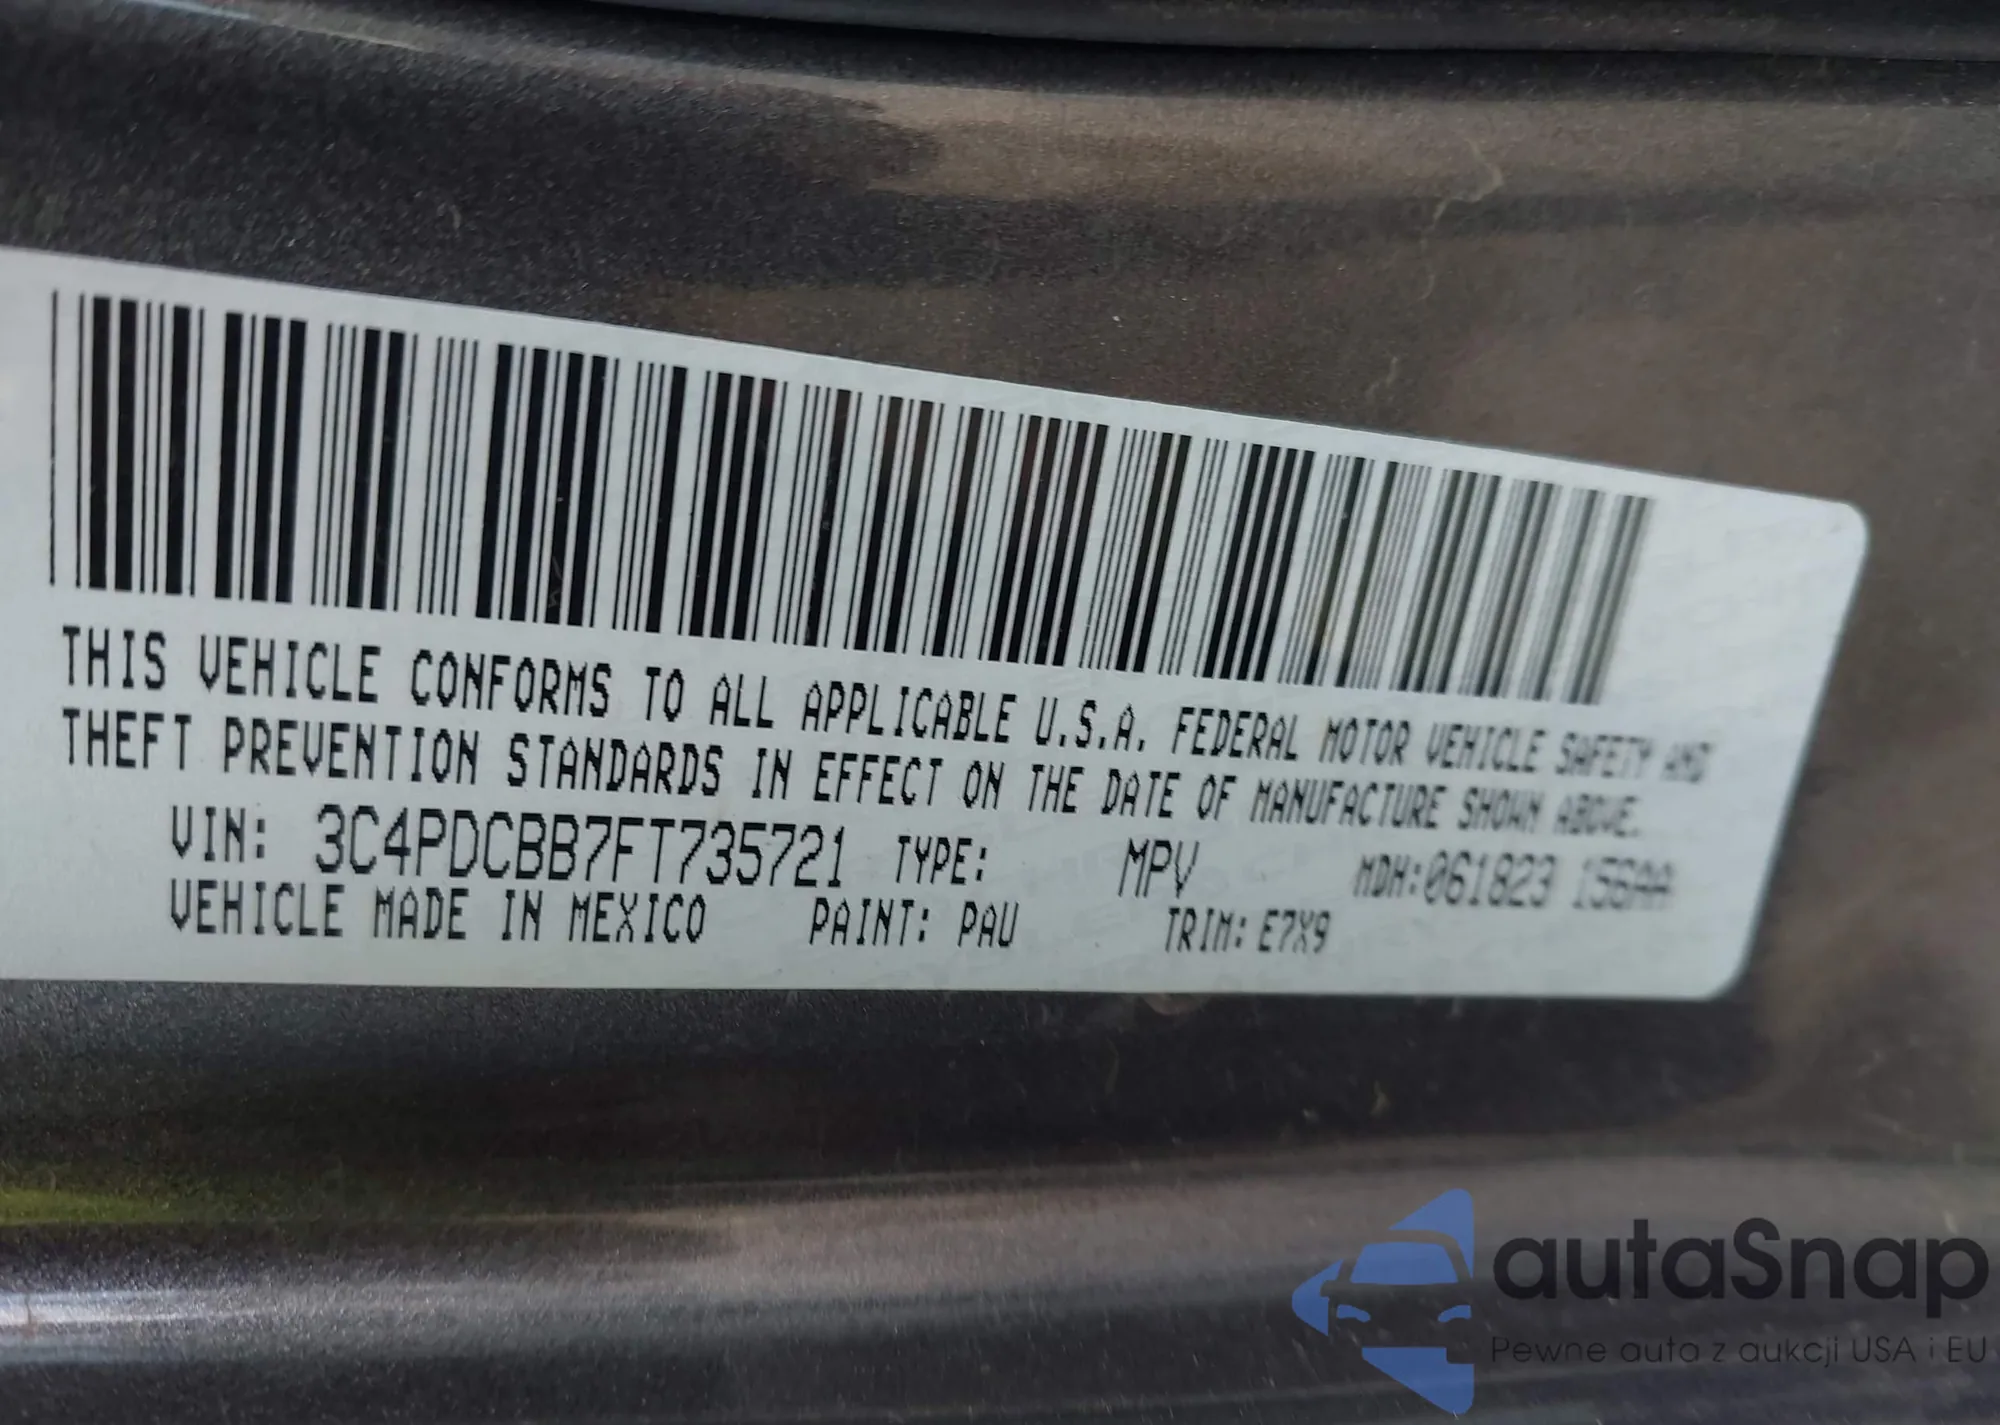 THIS VEHICLE CONFORMS TO ALL APPLICABLE U.S.A. FEDERAL MOTOR VEHICLE SAFETY AND
THEFT PREVENTION STANDARDS IN EFFECT ON THE DATE OF MANUFACTURE SHOWN ABOVE.
VIN: 3C4PDCBB7FT735721 TYPE: MPV MDH:061823 156AA
VEHICLE MADE IN MEXICO PAINT: PAU TRIM: E7X9
autaSnap
Pewne auta z aukcji USA i EU